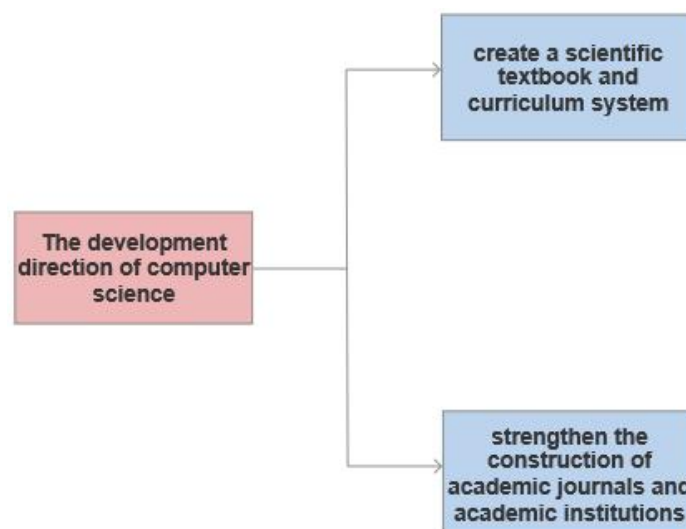 create a scientific
textbook and
curriculum system
The development
direction of computer
science
strengthen the
construction of
academic journals and
academic institutions